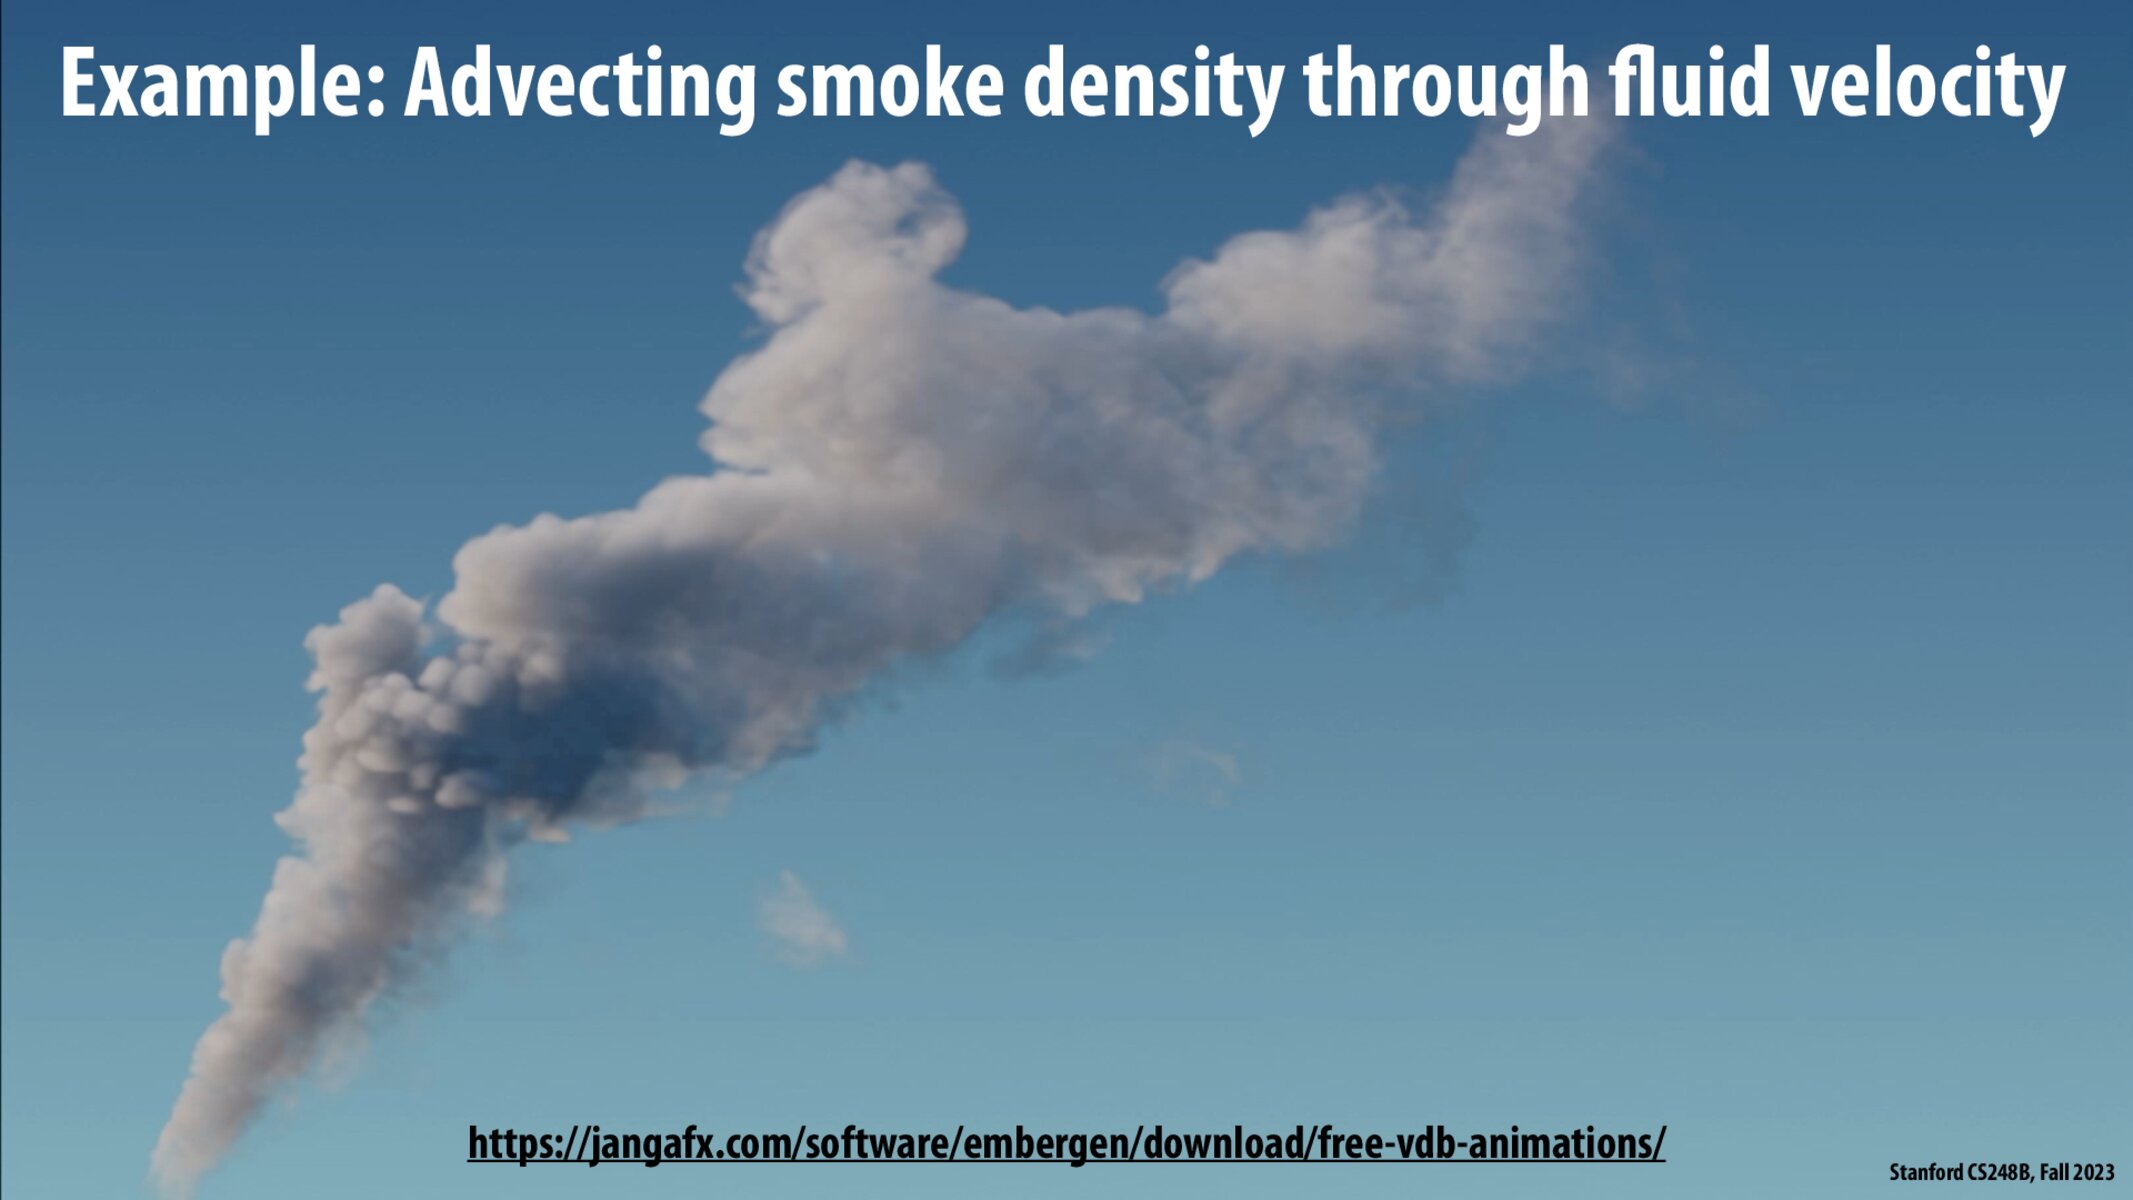 Example: Advecting smoke density through fluid velocity
https://jangafx.com/software/embergen/download/free-vdb-animations/
Stanford CS248B, Fall 2023